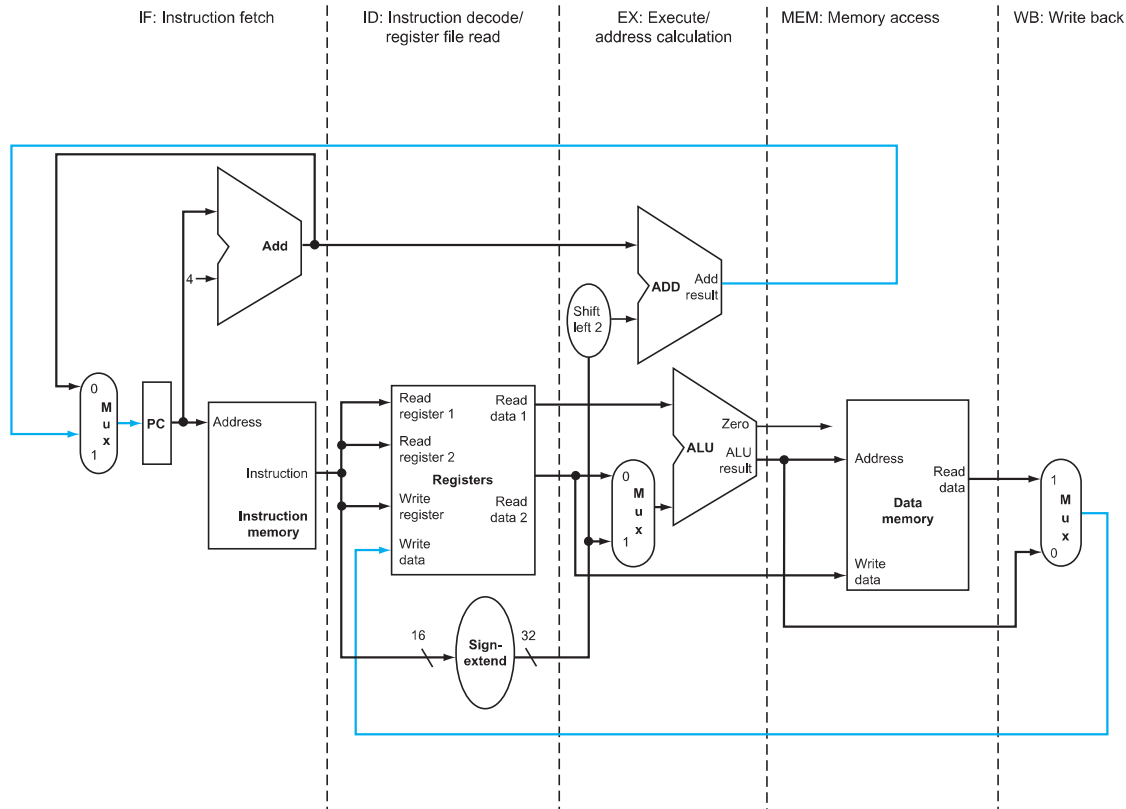 IF: Instruction fetch
ID: Instruction decode/
register file read
EX: Execute/
address calculation
MEM: Memory access
WB: Write back
Add
4
ADD
Add
result
Shift
left 2
0
M
u
x
1
PC
Address
Instruction
Instruction
memory
Read
register 1
Read
register 2
Write
register
Write
data
Registers
Read
data 1
Read
data 2
0
M
u
x
1
ALU
Zero
ALU
result
Address
Write
data
Data
memory
Read
data
1
M
u
x
0
16
Sign-
extend
32